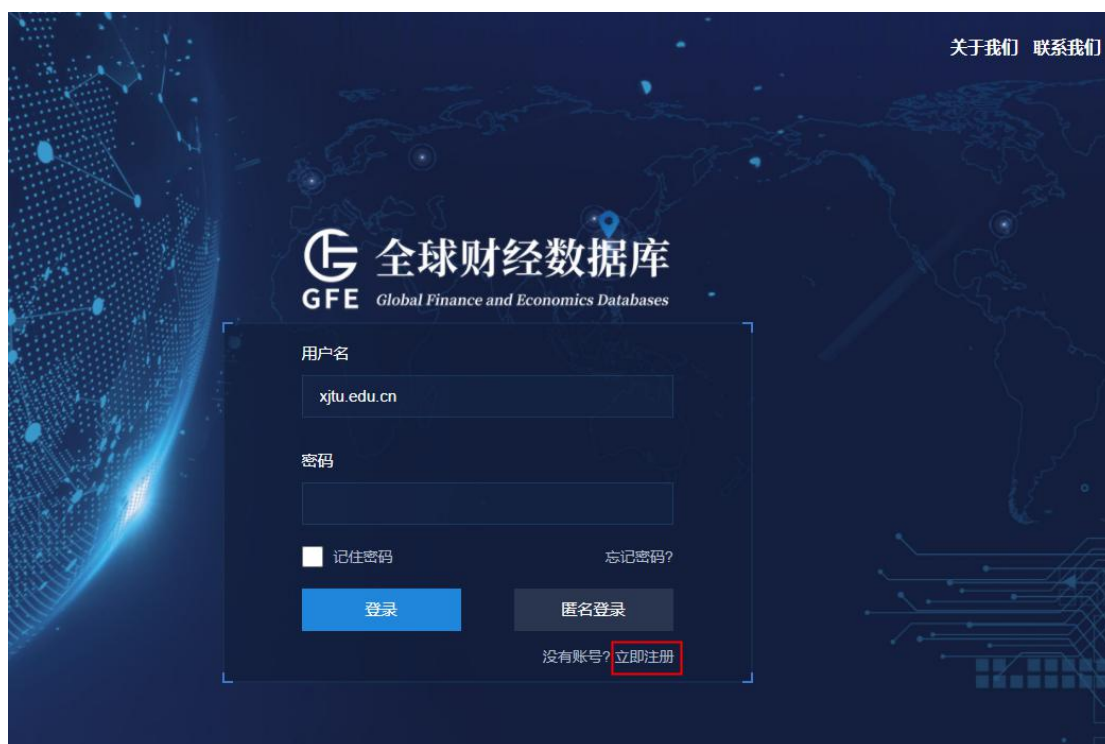 关于我们 联系我们
全球财经数据库
GFE Global Finance and Economics Databases
用户名
xjtu.edu.cn
密码
记住密码 忘记密码?
登录 匿名登录
没有账号? 立即注册